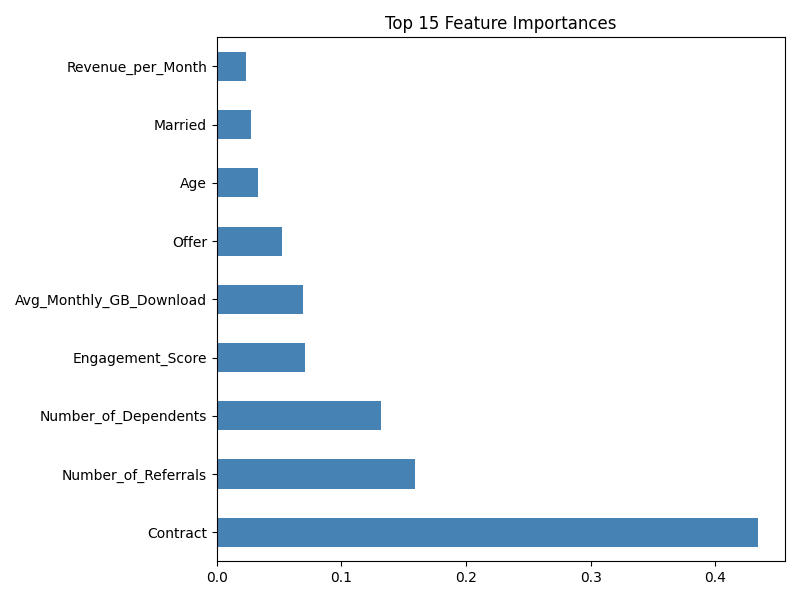 Top 15 Feature Importances
Revenue_per_Month
Married
Age
Offer
Avg_Monthly_GB_Download
Engagement_Score
Number_of_Dependents
Number_of_Referrals
Contract
0.0 0.1 0.2 0.3 0.4